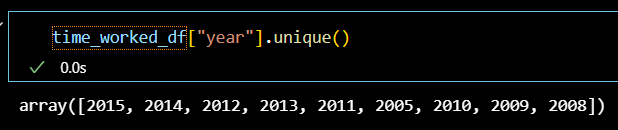 time_worked_df["year"].unique()
0.0s
array([2015, 2014, 2012, 2013, 2011, 2005, 2010, 2009, 2008])